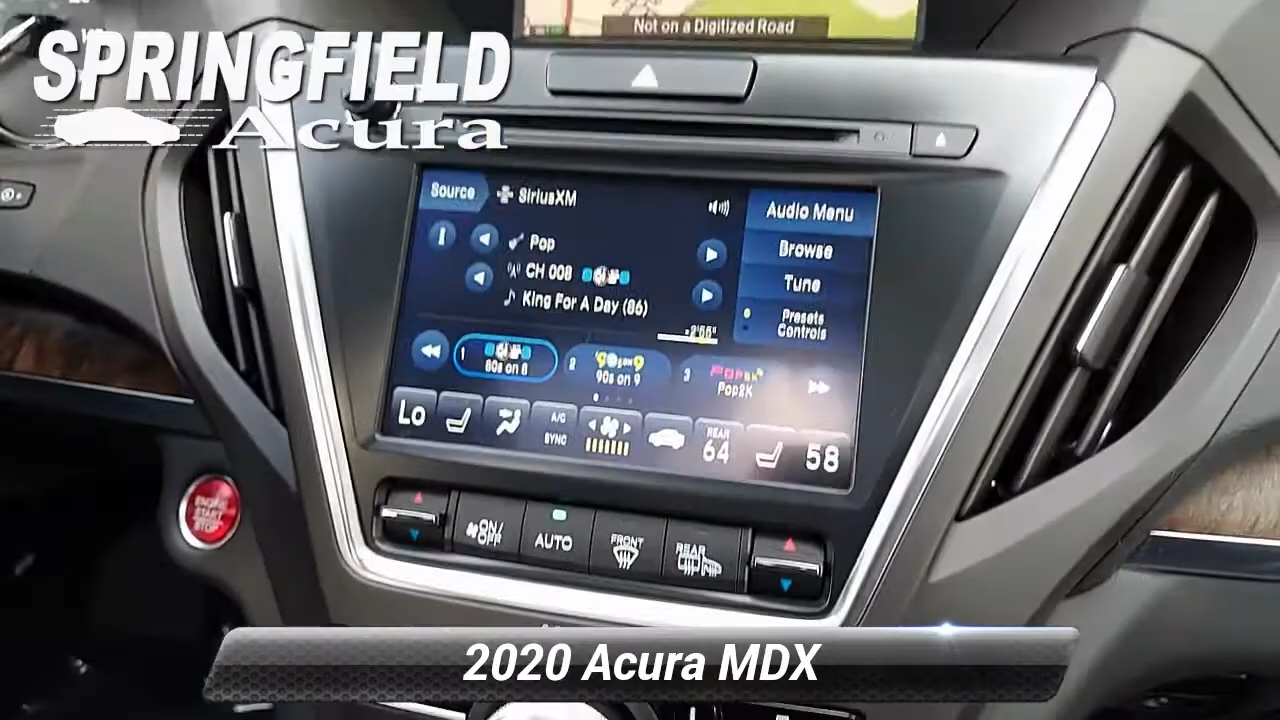 Not on a Digitized Road
SPRINGFIELD
Acura
Source SiriusXM
Audio Menu
Pop
Browse
CH 008
Tune
King For A Day (86)
Presets
Controls
-2'55"
1 80s on 8
2 90s on 9
3 Pop2K
Lo
A/C
SYNC
REAR
64
58
ENGINE
START
STOP
ON/
OFF
AUTO
FRONT
REAR
2020 Acura MDX